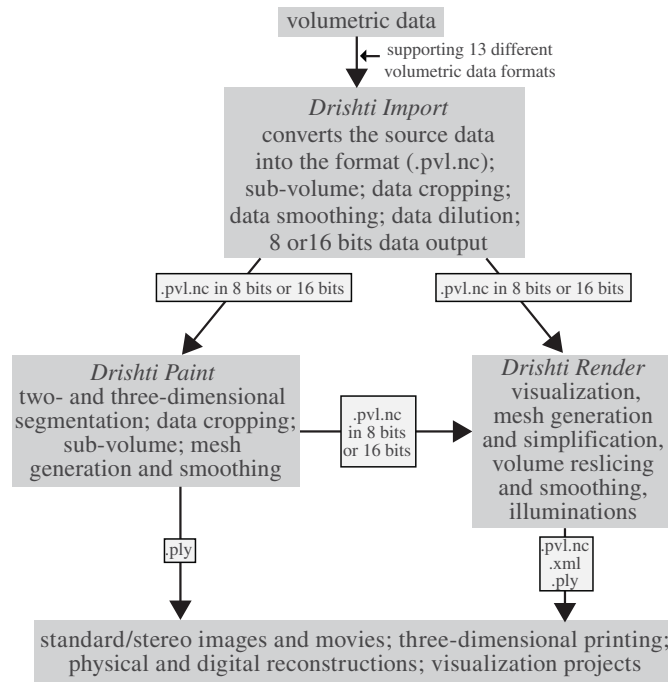 volumetric data
supporting 13 different
volumetric data formats
Drishti Import
converts the source data
into the format (.pvl.nc);
sub-volume; data cropping;
data smoothing; data dilution;
8 or16 bits data output
.pvl.nc in 8 bits or 16 bits
.pvl.nc in 8 bits or 16 bits
Drishti Paint
two- and three-dimensional
segmentation; data cropping;
sub-volume; mesh
generation and smoothing
.pvl.nc
in 8 bits
or 16 bits
Drishti Render
visualization,
mesh generation
and simplification,
volume reslicing
and smoothing,
illuminations
.ply
.pvl.nc
.xml
.ply
standard/stereo images and movies; three-dimensional printing;
physical and digital reconstructions; visualization projects